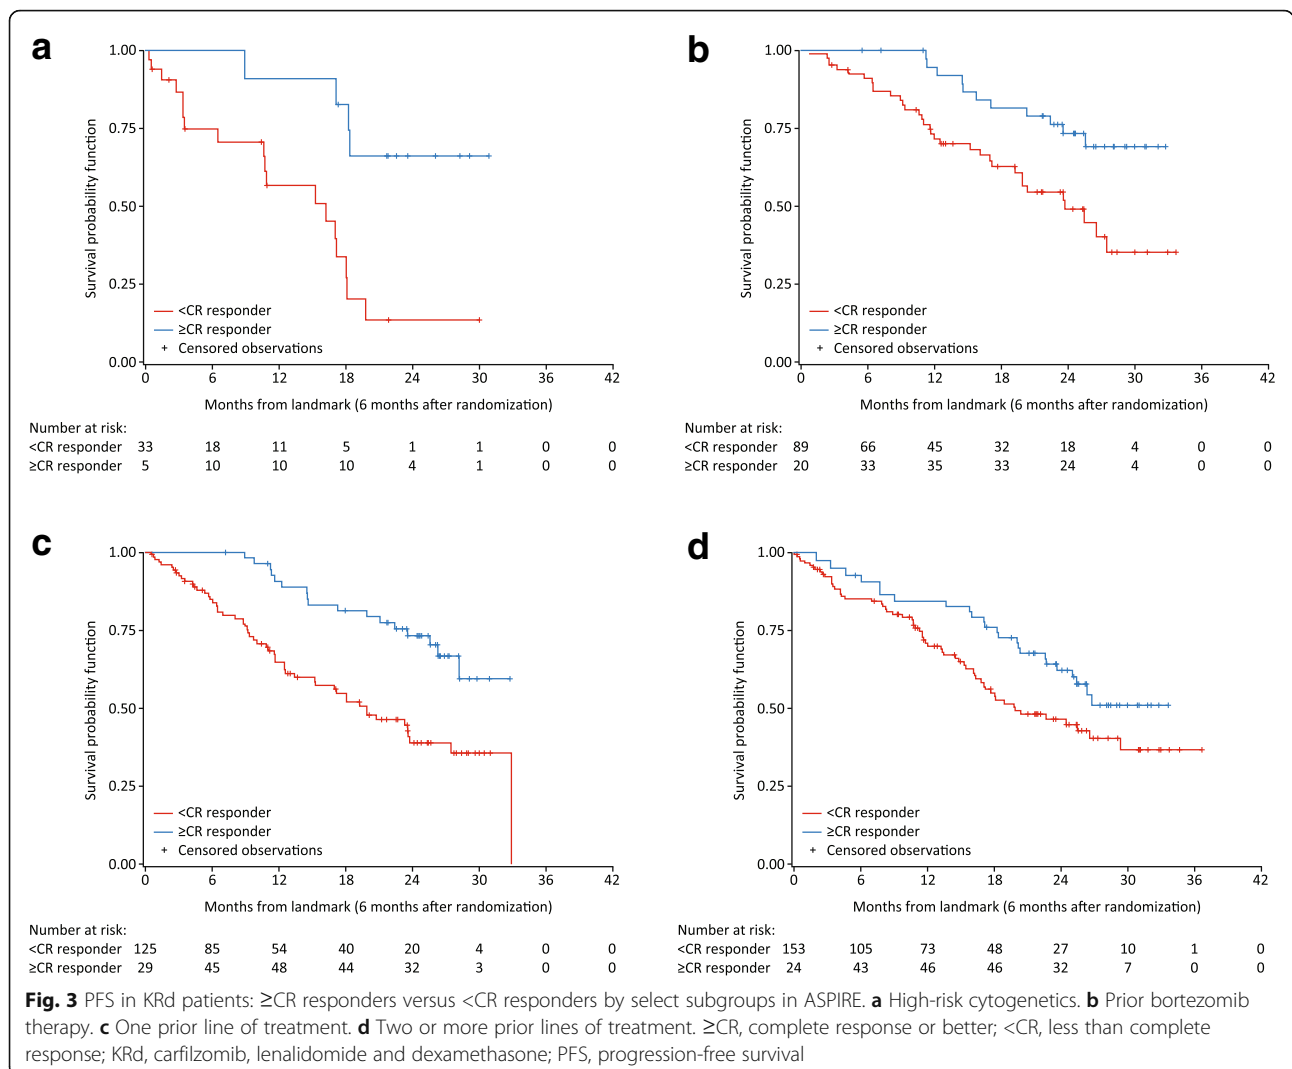 a
1.00
0.75
0.50
0.25
0.00
Survival probability function
<CR responder
≥CR responder
+ Censored observations
0 6 12 18 24 30 36 42
Months from landmark (6 months after randomization)
Number at risk:
<CR responder 33 18 11 5 1 1 0 0
≥CR responder 5 10 10 10 4 1 0 0
b
1.00
0.75
0.50
0.25
0.00
Survival probability function
<CR responder
≥CR responder
+ Censored observations
0 6 12 18 24 30 36 42
Months from landmark (6 months after randomization)
Number at risk:
<CR responder 89 66 45 32 18 4 0 0
≥CR responder 20 33 35 33 24 4 0 0
c
1.00
0.75
0.50
0.25
0.00
Survival probability function
<CR responder
≥CR responder
+ Censored observations
0 6 12 18 24 30 36 42
Months from landmark (6 months after randomization)
Number at risk:
<CR responder 125 85 54 40 20 4 0 0
≥CR responder 29 45 48 44 32 3 0 0
d
1.00
0.75
0.50
0.25
0.00
Survival probability function
<CR responder
≥CR responder
+ Censored observations
0 6 12 18 24 30 36 42
Months from landmark (6 months after randomization)
Number at risk:
<CR responder 153 105 73 48 27 10 1 0
≥CR responder 24 43 46 46 32 7 0 0
Fig. 3 PFS in KRd patients: ≥CR responders versus <CR responders by select subgroups in ASPIRE. a High-risk cytogenetics. b Prior bortezomib
therapy. c One prior line of treatment. d Two or more prior lines of treatment. ≥CR, complete response or better; <CR, less than complete
response; KRd, carfilzomib, lenalidomide and dexamethasone; PFS, progression-free survival